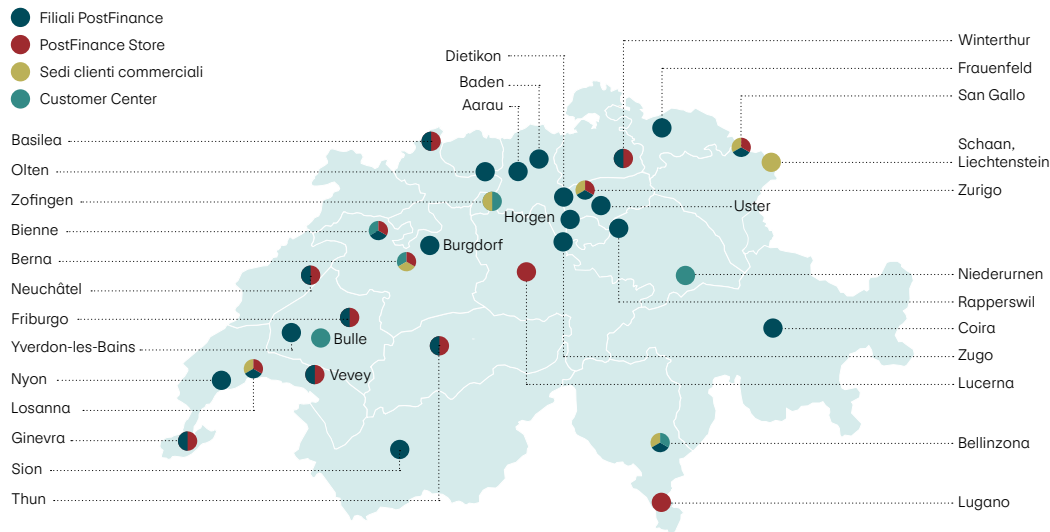 Filiali PostFinance
PostFinance Store
Sedi clienti commerciali
Customer Center
Basilea
Olten
Zofingen
Bienne
Berna
Neuchâtel
Friburgo
Yverdon-les-Bains
Nyon
Losanna
Ginevra
Sion
Thun
Dietikon
Baden
Aarau
Horgen
Burgdorf
Bulle
Vevey
Uster
Winterthur
Frauenfeld
San Gallo
Schaan,
Liechtenstein
Zurigo
Niederurnen
Rapperswil
Coira
Zugo
Lucerna
Bellinzona
Lugano